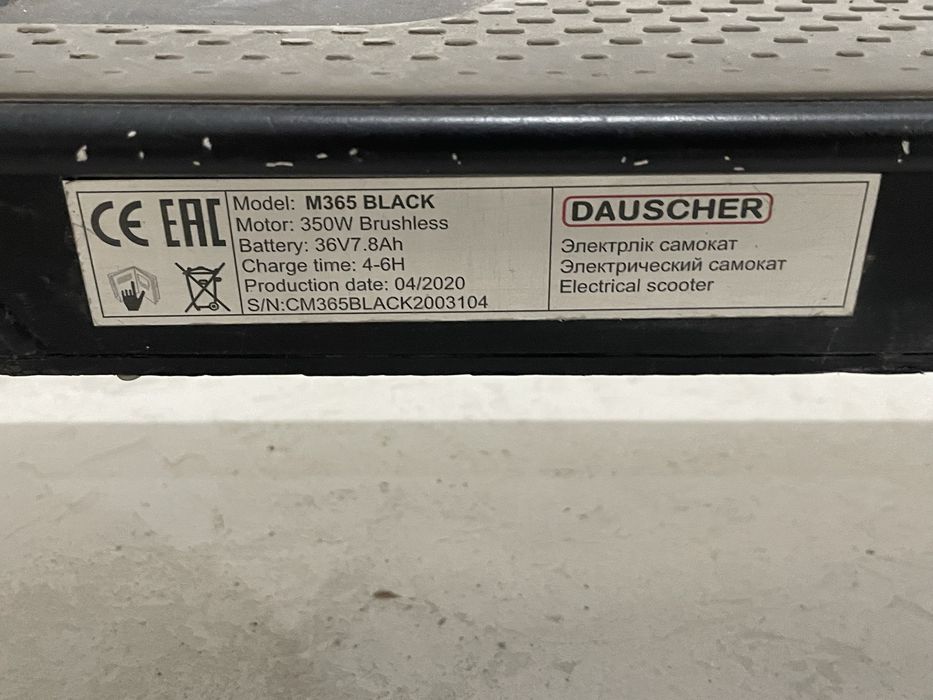 CE EAC
Model: M365 BLACK
Motor: 350W Brushless
Battery: 36V7.8Ah
Charge time: 4-6H
Production date: 04/2020
S/N:CM365BLACK2003104
DAUSCHER
Электрлік самокат
Электрический самокат
Electrical scooter